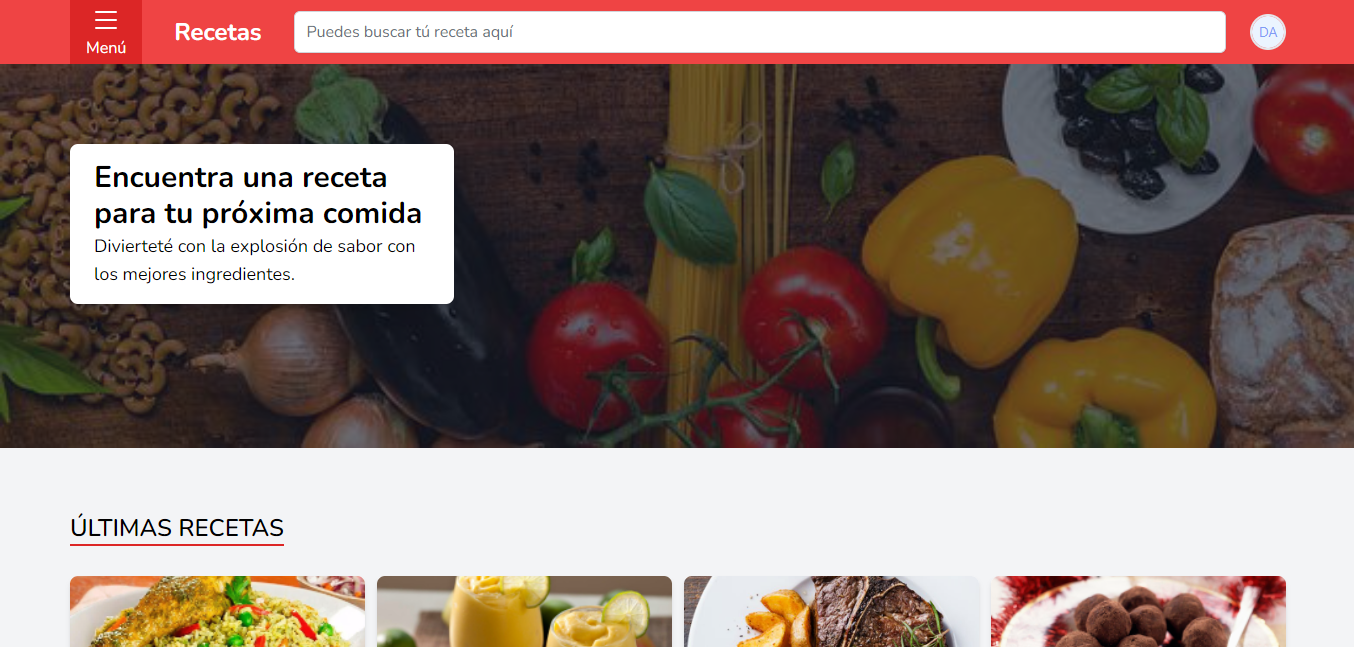 Menú
Recetas
Puedes buscar tú receta aquí
DA
Encuentra una receta
para tu próxima comida
Divierteté con la explosión de sabor con
los mejores ingredientes.
ÚLTIMAS RECETAS